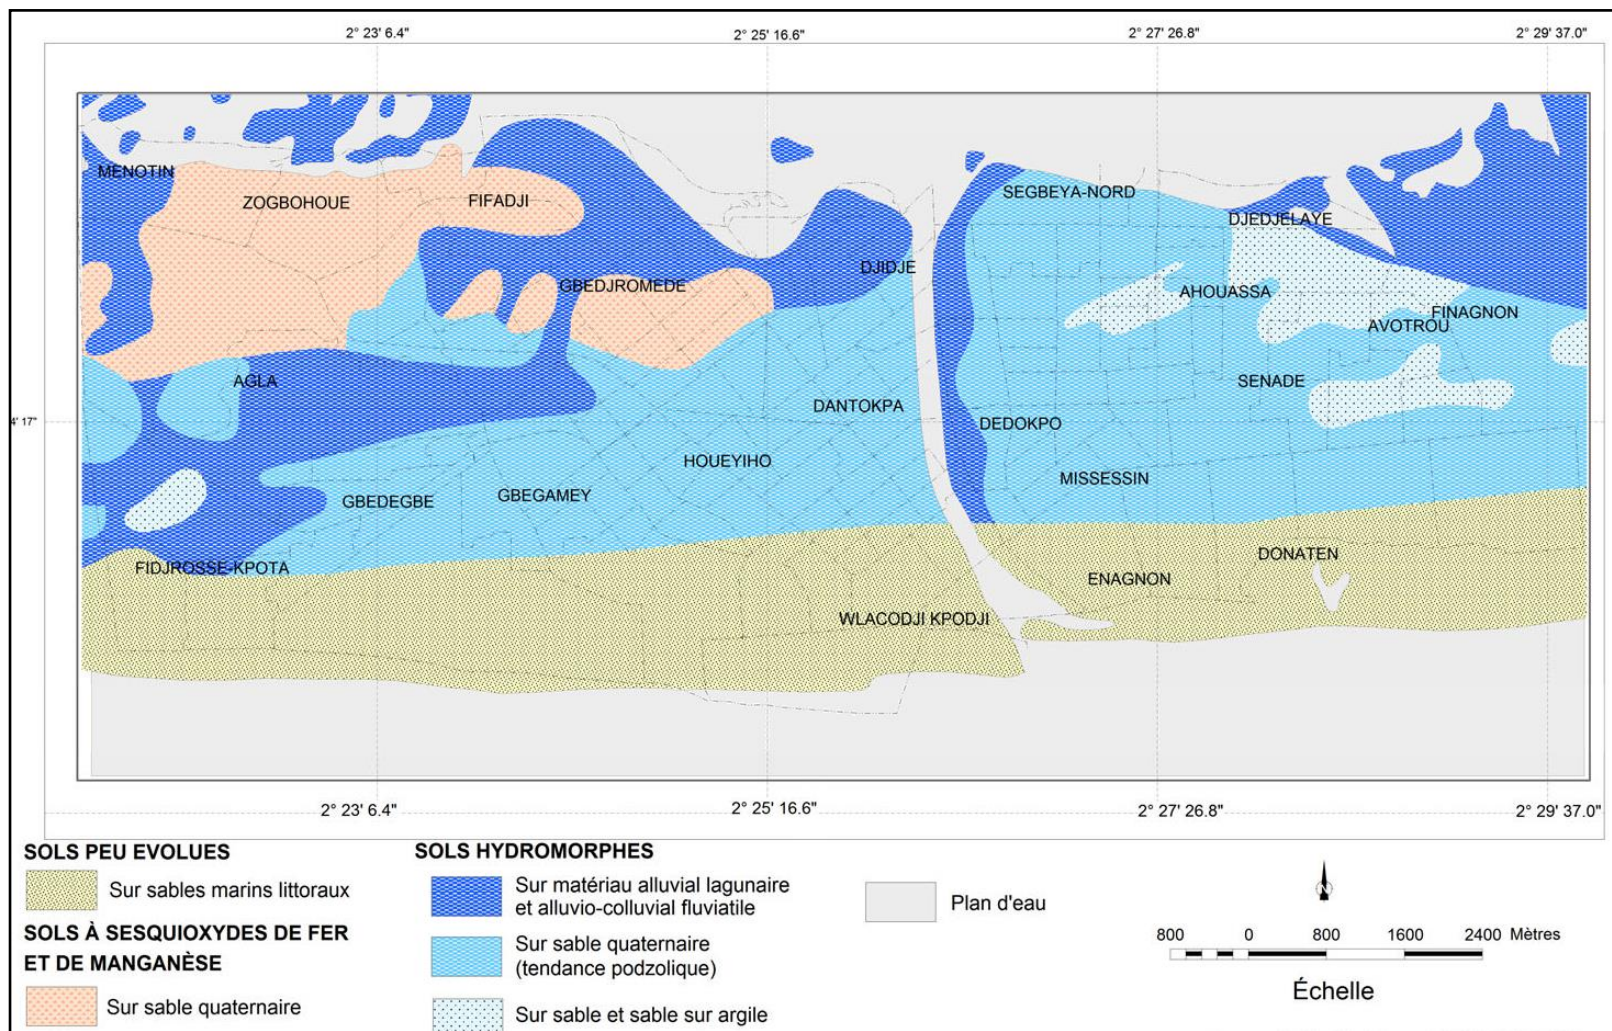 2° 23' 6.4" 2° 25' 16.6" 2° 27' 26.8" 2° 29' 37.0"
MENOTIN
ZOGBOHOUE
FIFADJI
SEGBEYA-NORD
DJEDJELAYE
DJIDJE
GBEDJROMEDE
AHOUASSA
FINAGNON
AVOTROU
AGLA
SENADE
DANTOKPA
4' 17"
DEDOKPO
HOUEYIHO
MISSESSIN
GBEDEGBE
GBEGAMEY
DONATEN
FIDJROSSE-KPOTA
ENAGNON
WLACODJI KPODJI
2° 23' 6.4" 2° 25' 16.6" 2° 27' 26.8" 2° 29' 37.0"
SOLS PEU EVOLUES
Sur sables marins littoraux
SOLS À SESQUIOXYDES DE FER
ET DE MANGANÈSE
Sur sable quaternaire
SOLS HYDROMORPHES
Sur matériau alluvial lagunaire
et alluvio-colluvial fluviatile
Sur sable quaternaire
(tendance podzolique)
Sur sable et sable sur argile
Plan d'eau
N
800 0 800 1600 2400 Mètres
Échelle